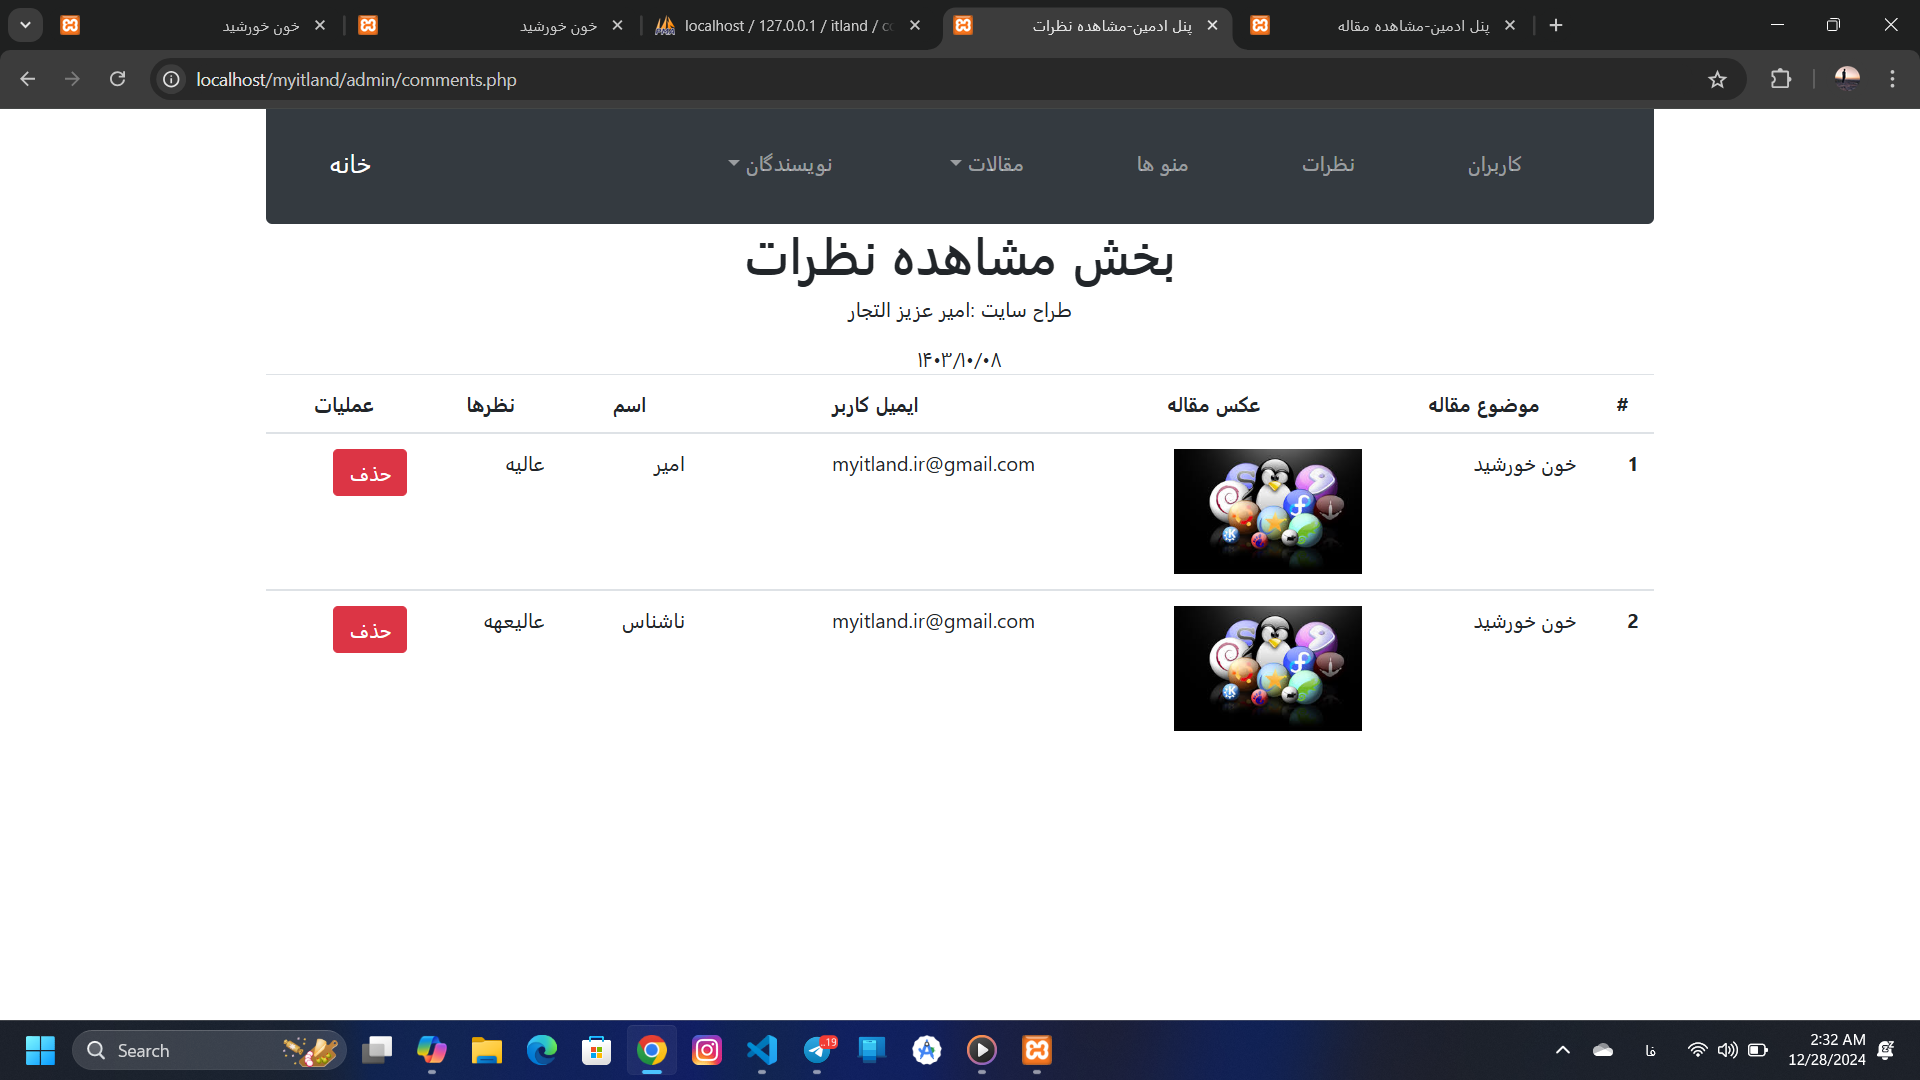 خون خورشید
خون خورشید
localhost / 127.0.0.1 / itland / co
پنل ادمین-مشاهده نظرات
پنل ادمین-مشاهده مقاله
localhost/myitland/admin/comments.php
کاربران نظرات منو ها مقالات نویسندگان خانه
بخش مشاهده نظرات
طراح سایت :امیر عزیز التجار
۱۴۰۳/۱۰/۰۸
# موضوع مقاله عکس مقاله ایمیل کاربر اسم نظرها عملیات
1 خون خورشید myitland.ir@gmail.com امیر عالیه حذف
2 خون خورشید myitland.ir@gmail.com ناشناس عالیعهه حذف
Search
..19
فا
2:32 AM
12/28/2024